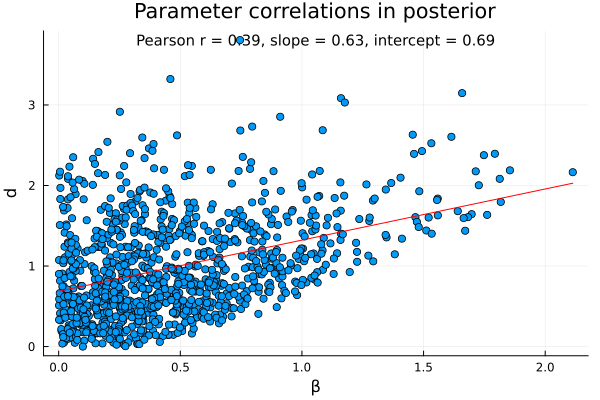 Parameter correlations in posterior
Pearson r = 0.39, slope = 0.63, intercept = 0.69
d
3
2
1
0
0.0 0.5 1.0 1.5 2.0
β